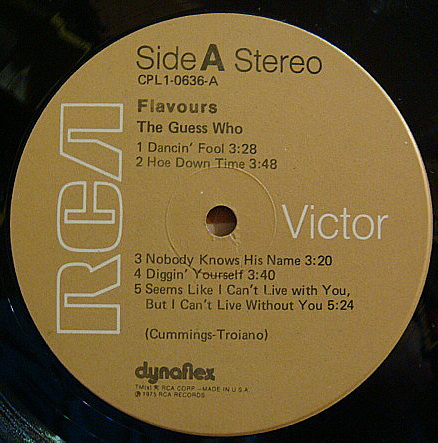 Side A Stereo
CPL1-0636-A
Flavours
The Guess Who
1 Dancin' Fool 3:28
2 Hoe Down Time 3:48
RCA Victor
3 Nobody Knows His Name 3:20
4 Diggin' Yourself 3:40
5 Seems Like I Can't Live with You,
But I Can't Live Without You 5:24
(Cummings-Troiano)
dynaflex
TM(s) ® RCA CORP.—MADE IN U.S.A.
℗ 1975 RCA RECORDS